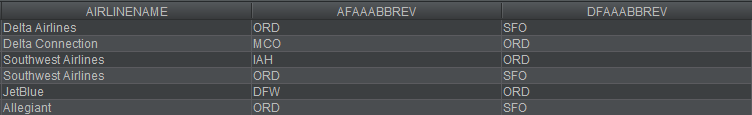 AIRLINENAME AFAAABBREV DFAAABBREV
Delta Airlines ORD SFO
Delta Connection MCO ORD
Southwest Airlines IAH ORD
Southwest Airlines ORD SFO
JetBlue DFW ORD
Allegiant ORD SFO